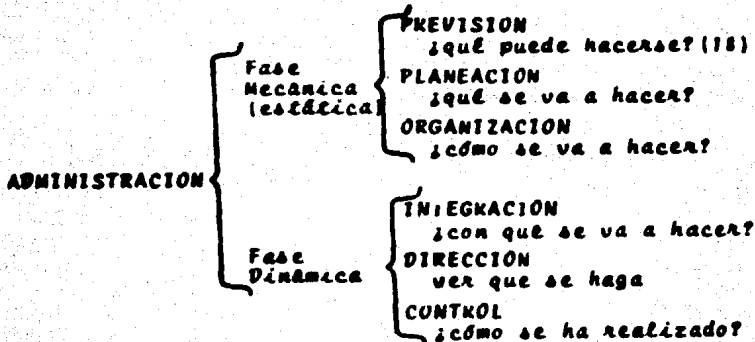 PREVISION
¿qué puede hacerse? (18)
Fase
Mecánica
(estática)
PLANEACION
¿qué se va a hacer?
ORGANIZACION
¿cómo se va a hacer?
ADMINISTRACION
INTEGRACION
¿con qué se va a hacer?
Fase
Dinámica
DIRECCION
ver que se haga
CONTROL
¿cómo se ha realizado?